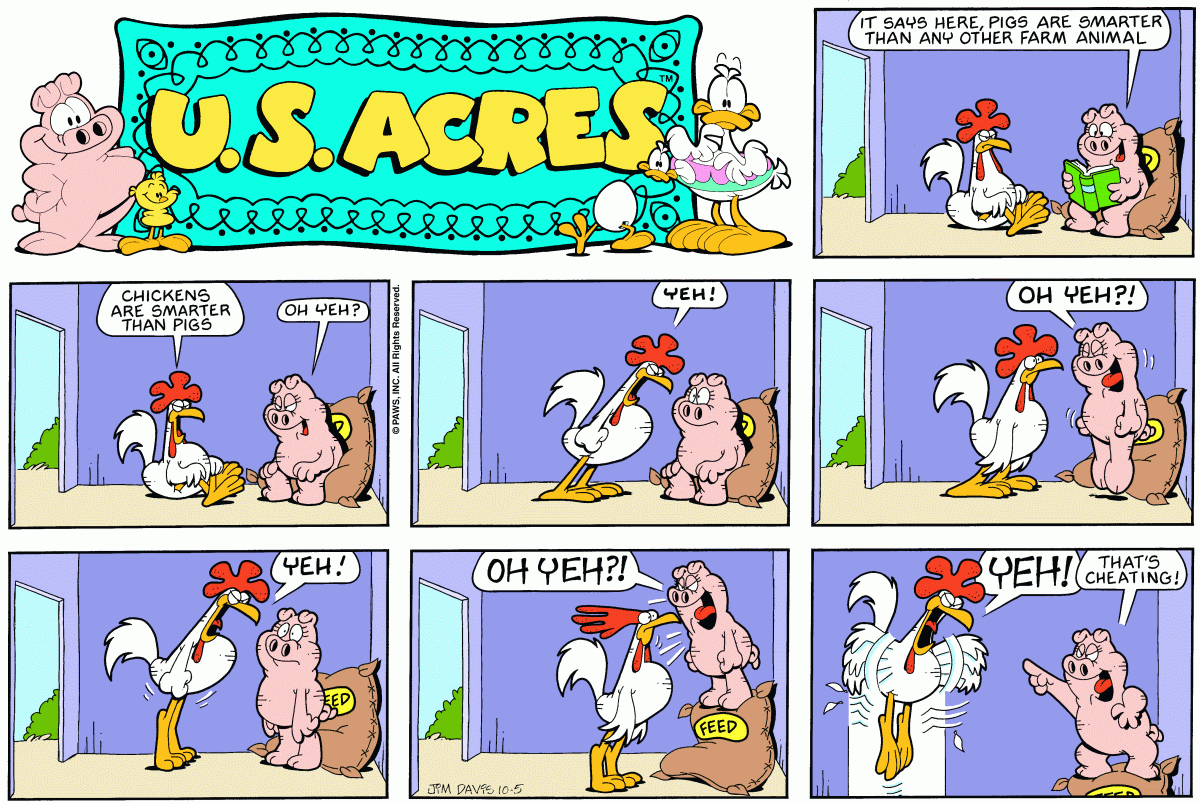 U.S. ACRES
TM
IT SAYS HERE, PIGS ARE SMARTER
THAN ANY OTHER FARM ANIMAL
CHICKENS
ARE SMARTER
THAN PIGS
OH YEH?
© PAWS, INC. All Rights Reserved.
YEH!
OH YEH?!
YEH!
EED
OH YEH?!
FEED
JIM DAVIS 10-5
YEH!
THAT'S
CHEATING!
FEED